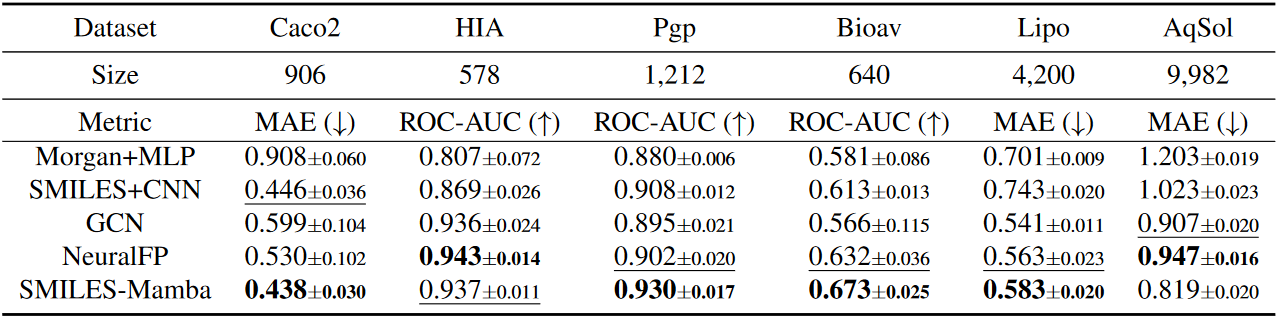 Dataset Caco2 HIA Pgp Bioav Lipo AqSol
Size 906 578 1,212 640 4,200 9,982
Metric MAE (↓) ROC-AUC (↑) ROC-AUC (↑) ROC-AUC (↑) MAE (↓) MAE (↓)
Morgan+MLP 0.908±0.060 0.807±0.072 0.880±0.006 0.581±0.086 0.701±0.009 1.203±0.019
SMILES+CNN 0.446±0.036 0.869±0.026 0.908±0.012 0.613±0.013 0.743±0.020 1.023±0.023
GCN 0.599±0.104 0.936±0.024 0.895±0.021 0.566±0.115 0.541±0.011 0.907±0.020
NeuralFP 0.530±0.102 0.943±0.014 0.902±0.020 0.632±0.036 0.563±0.023 0.947±0.016
SMILES-Mamba 0.438±0.030 0.937±0.011 0.930±0.017 0.673±0.025 0.583±0.020 0.819±0.020